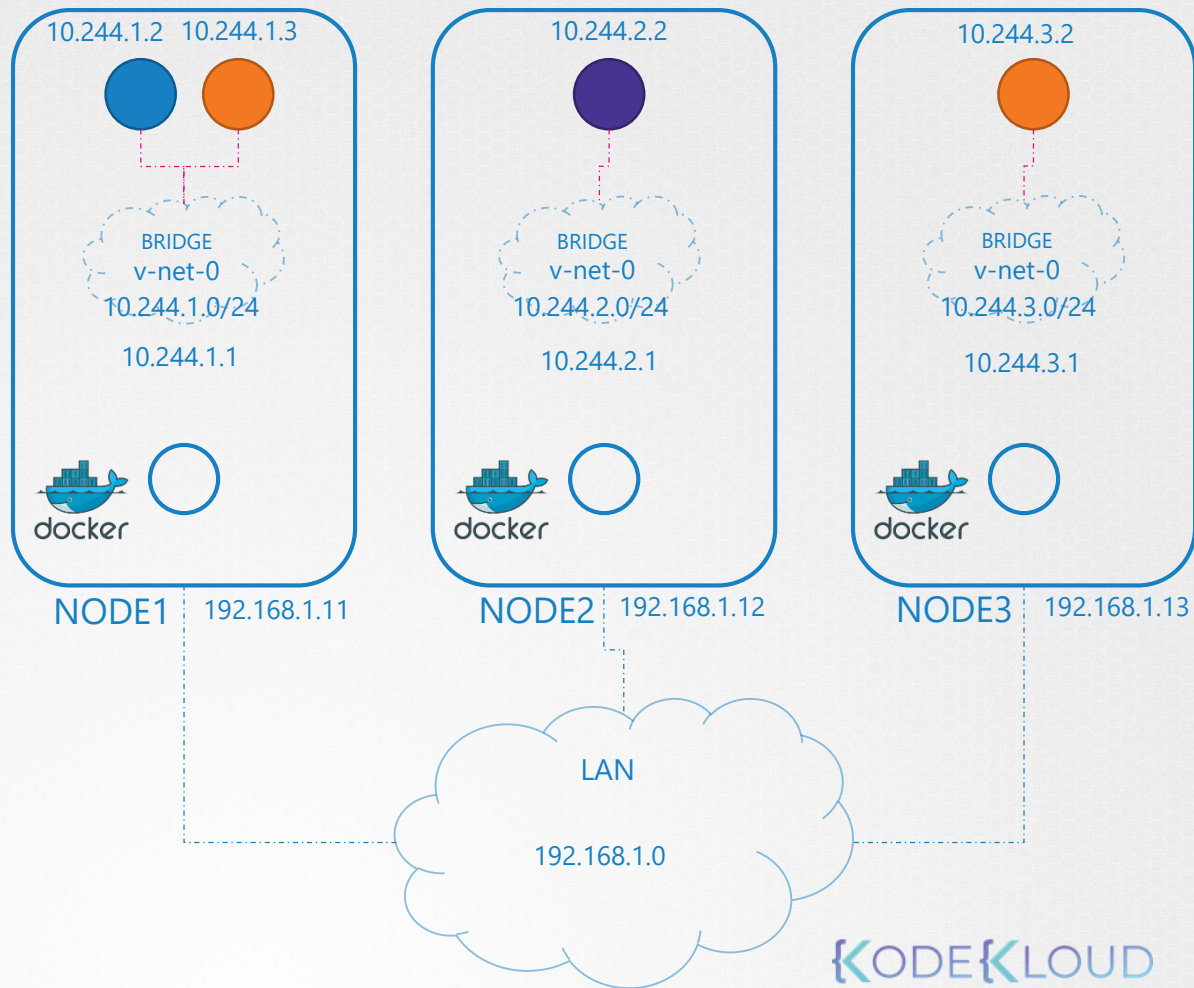 10.244.1.2 10.244.1.3
BRIDGE
v-net-0
10.244.1.0/24
10.244.1.1
docker
NODE1 192.168.1.11
10.244.2.2
BRIDGE
v-net-0
10.244.2.0/24
10.244.2.1
docker
NODE2 192.168.1.12
10.244.3.2
BRIDGE
v-net-0
10.244.3.0/24
10.244.3.1
docker
NODE3 192.168.1.13
LAN
192.168.1.0
KODEKLOUD